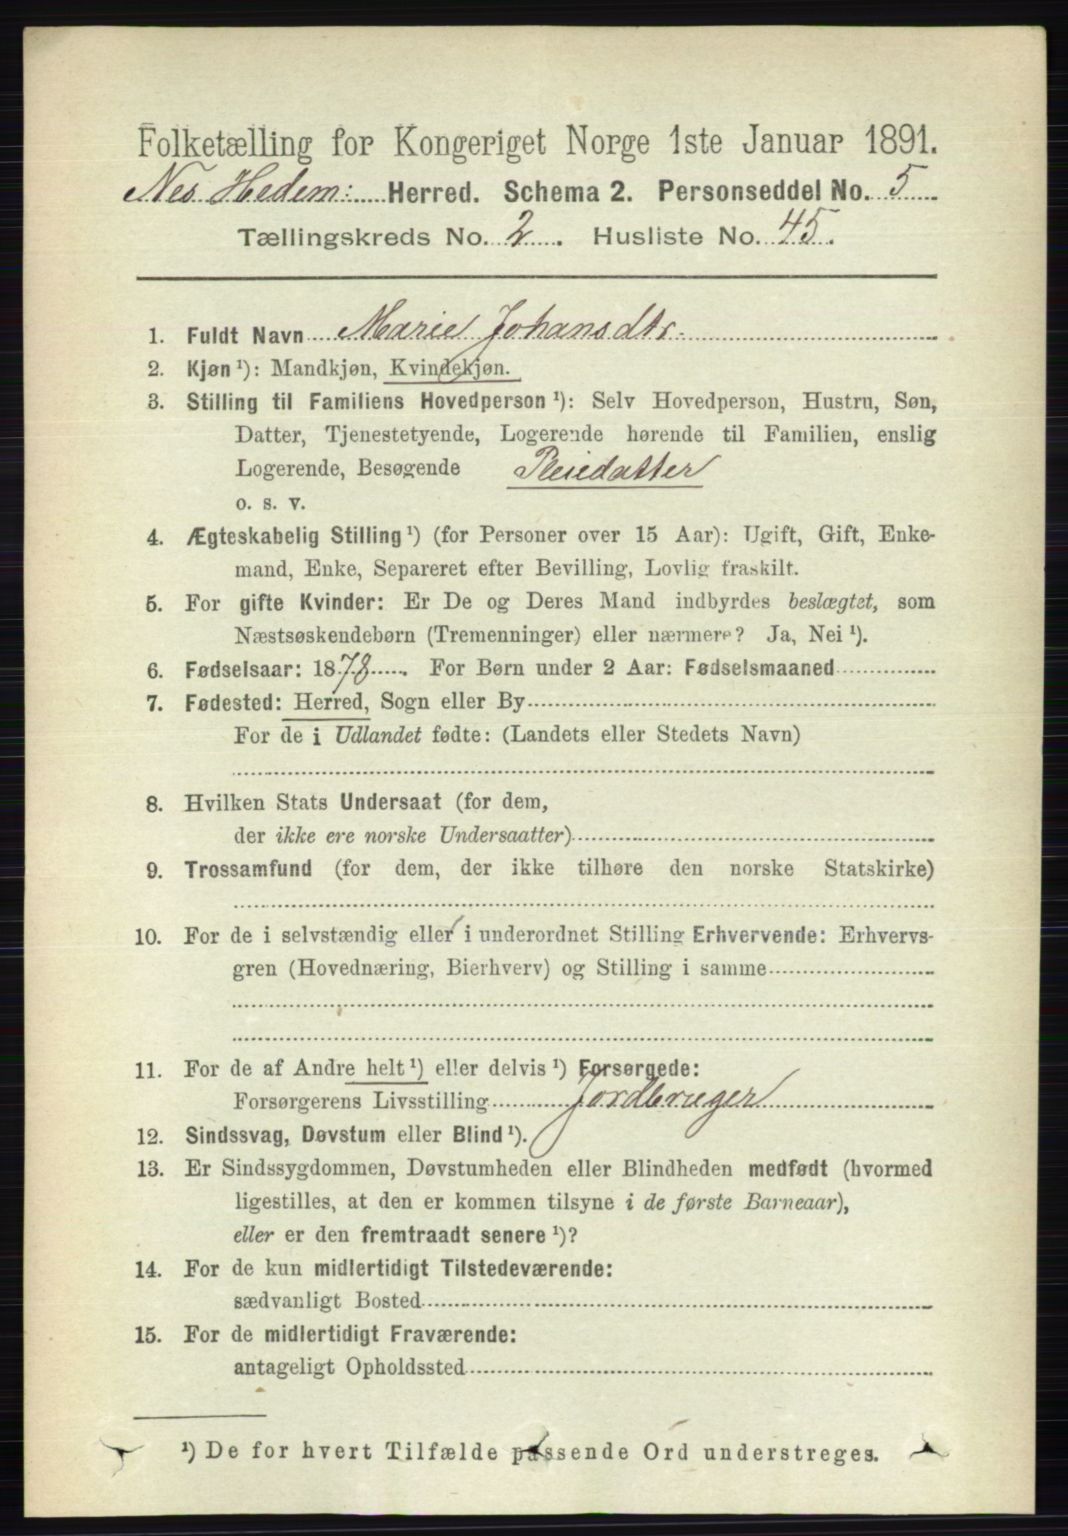 Folketælling for Kongeriget Norge 1ste Januar 1891.
Nes Hedem: Herred. Schema 2. Personseddel No. 5
Tællingskreds No. 2. Husliste No. 45.
1. Fuldt Navn Marie Johansdtr.
2. Kjøn ¹): Mandkjøn, Kvindekjøn.
3. Stilling til Familiens Hovedperson ¹): Selv Hovedperson, Hustru, Søn,
Datter, Tjenestetyende, Logerende hørende til Familien, enslig
Logerende, Besøgende Pleiedatter
o. s. v.
4. Ægteskabelig Stilling ¹) (for Personer over 15 Aar): Ugift, Gift, Enke-
mand, Enke, Separeret efter Bevilling, Lovlig fraskilt.
5. For gifte Kvinder: Er De og Deres Mand indbyrdes beslægtet, som
Næstsøskendebørn (Tremenninger) eller nærmere? Ja, Nei ¹).
6. Fødselsaar: 1878. For Børn under 2 Aar: Fødselsmaaned
7. Fødested: Herred, Sogn eller By
For de i Udlandet fødte: (Landets eller Stedets Navn)
8. Hvilken Stats Undersaat (for dem,
der ikke ere norske Undersaatter)
9. Trossamfund (for dem, der ikke tilhøre den norske Statskirke)
10. For de i selvstændig eller i underordnet Stilling Erhvervende: Erhvervs-
gren (Hovednæring, Bierhverv) og Stilling i samme
11. For de af Andre helt ¹) eller delvis ¹) Forsørgede:
Forsørgerens Livsstilling Jordbruger
12. Sindssvag, Døvstum eller Blind ¹).
13. Er Sindssygdommen, Døvstumheden eller Blindheden medfødt (hvormed
ligestilles, at den er kommen tilsyne i de første Barneaar),
eller er den fremtraadt senere ¹)?
14. For de kun midlertidigt Tilstedeværende:
sædvanligt Bosted
15. For de midlertidigt Fraværende:
antageligt Opholdssted
¹) De for hvert Tilfælde passende Ord understreges.